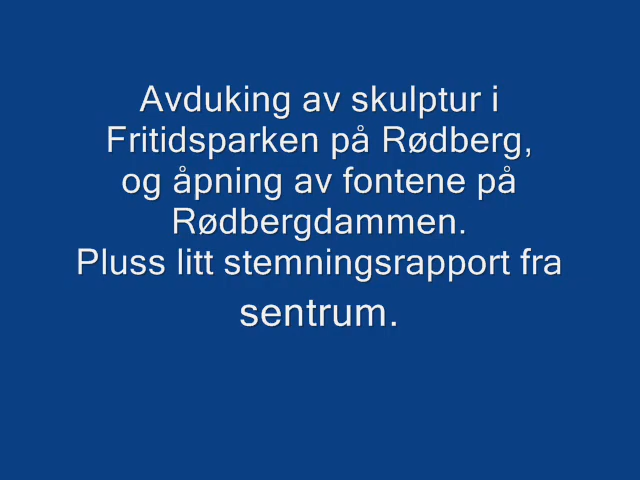 Avduking av skulptur i
Fritidsparken på Rødberg,
og åpning av fontene på
Rødbergdammen.
Pluss litt stemningsrapport fra
sentrum.